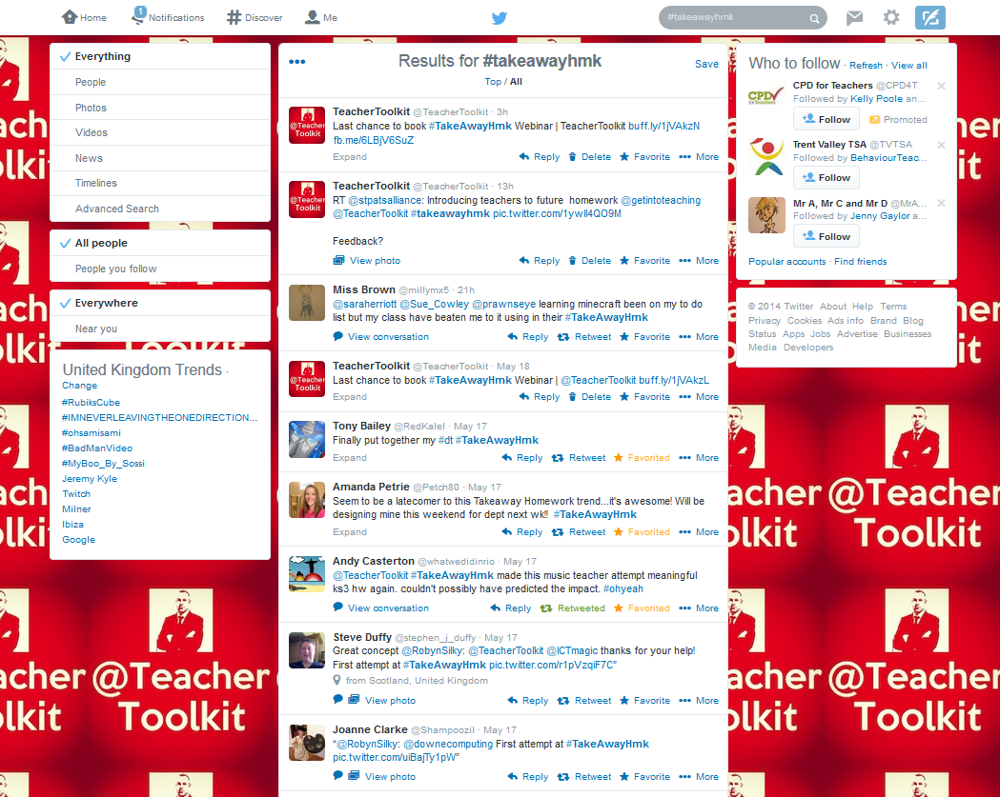 Home
1
Notifications
Discover
Me
#takeawayhmk
Everything
People
Photos
Videos
News
Timelines
Advanced Search
All people
People you follow
Everywhere
Near you
United Kingdom Trends ·
Change
#RubiksCube
#IMNEVERLEAVINGTHEONEDIRECTION...
#ohsamisami
#BadManVideo
#MyBoo_By_Sossi
Jeremy Kyle
Twitch
Milner
Ibiza
Google
Results for #takeawayhmk
Save
Top / All
TeacherToolkit @TeacherToolkit · 3h
Last chance to book #TakeAwayHmk Webinar | TeacherToolkit buff.ly/1jVAkzN
fb.me/6LBjV6SuZ
Expand Reply Delete Favorite More
TeacherToolkit @TeacherToolkit · 13h
RT @stpatsalliance: Introducing teachers to future homework @getintoteaching
@TeacherToolkit #takeawayhmk pic.twitter.com/1ywll4QO9M
Feedback?
View photo Reply Delete Favorite More
Miss Brown @millymx5 · 21h
@saraherriott @Sue_Cowley @prawnseye learning minecraft been on my to do
list but my class have beaten me to it using in their #TakeAwayHmk
View conversation Reply Retweet Favorite More
TeacherToolkit @TeacherToolkit · May 18
Last chance to book #TakeAwayHmk Webinar | @TeacherToolkit buff.ly/1jVAkzL
Expand Reply Delete Favorite More
Tony Bailey @RedKalel · May 17
Finally put together my #dt #TakeAwayHmk
Expand Reply Retweet Favorited More
Amanda Petrie @Petch80 · May 17
Seem to be a latecomer to this Takeaway Homework trend...it's awesome! Will be
designing mine this weekend for dept next wk!! #TakeAwayHmk
Expand Reply Retweet Favorited More
Andy Casterton @whatwedidinrio · May 17
@TeacherToolkit #TakeAwayHmk made this music teacher attempt meaningful
ks3 hw again. couldn't possibly have predicted the impact. #ohyeah
View conversation Reply Retweeted Favorited More
Steve Duffy @stephen_j_duffy · May 17
Great concept @RobynSilky: @TeacherToolkit @ICTmagic thanks for your help!
First attempt at #TakeAwayHmk pic.twitter.com/r1pVzqiF7C"
from Scotland, United Kingdom
View photo Reply Retweet Favorite More
Joanne Clarke @Shampoozil · May 17
"@RobynSilky: @downecomputing First attempt at #TakeAwayHmk
pic.twitter.com/uiBajTy1pW"
View photo Reply Retweet Favorite More
Who to follow · Refresh · View all
CPD for Teachers @CPD4T
Followed by Kelly Poole an...
Follow Promoted
Trent Valley TSA @TVTSA
Followed by BehaviourTeac...
Follow
Mr A, Mr C and Mr D @MrA...
Followed by Jenny Gaylor a...
Follow
Popular accounts · Find friends
© 2014 Twitter About Help Terms
Privacy Cookies Ads info Brand Blog
Status Apps Jobs Advertise Businesses
Media Developers
@Teacher
Toolkit
@Teacher
Toolkit
@Teacher
Toolkit